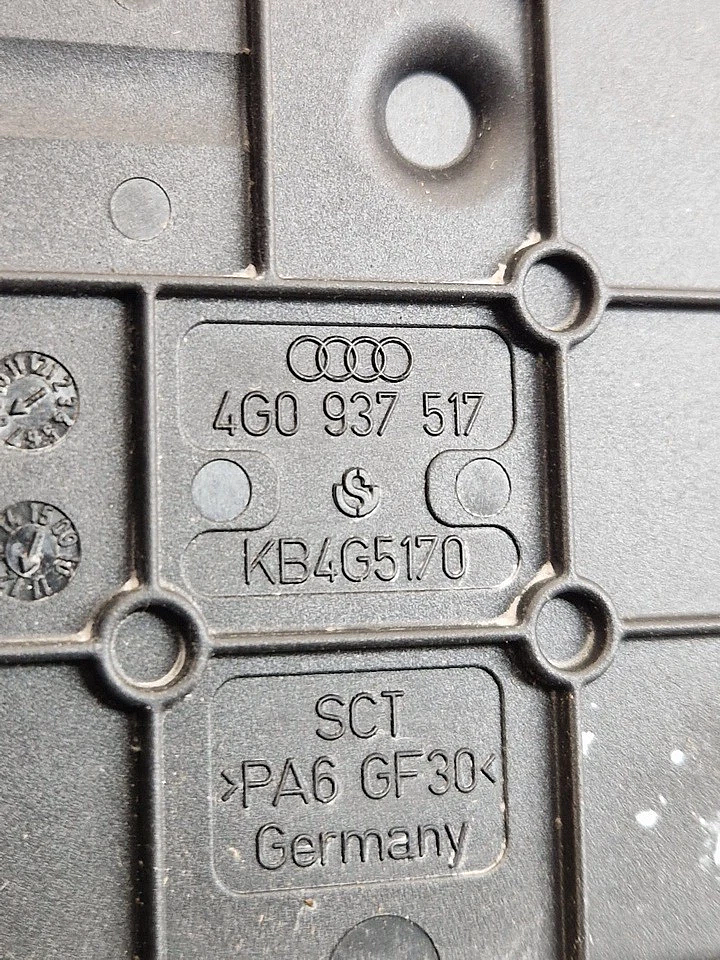 4G0 937 517
KB4G5170
SCT
>PA6 GF30<
Germany